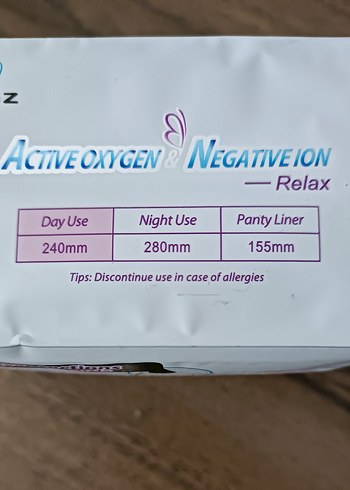 ACTIVE OXYGEN & NEGATIVE ION
— Relax
Day Use Night Use Panty Liner
240mm 280mm 155mm
Tips: Discontinue use in case of allergies